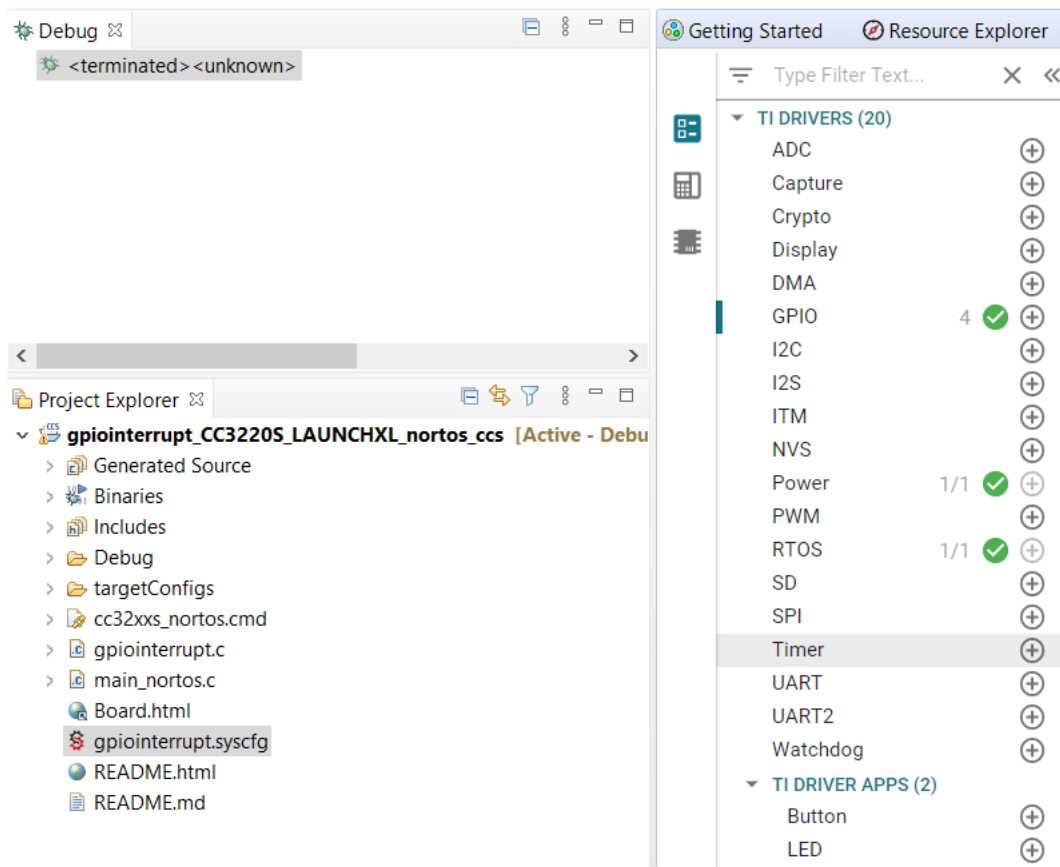 Debug
<terminated><unknown>
Project Explorer
gpiointerrupt_CC3220S_LAUNCHXL_nortos_ccs [Active - Debu
Generated Source
Binaries
Includes
Debug
targetConfigs
cc32xxs_nortos.cmd
gpiointerrupt.c
main_nortos.c
Board.html
gpiointerrupt.syscfg
README.html
README.md
Getting Started Resource Explorer
Type Filter Text...
TI DRIVERS (20)
ADC
Capture
Crypto
Display
DMA
GPIO 4
I2C
I2S
ITM
NVS
Power 1/1
PWM
RTOS 1/1
SD
SPI
Timer
UART
UART2
Watchdog
TI DRIVER APPS (2)
Button
LED